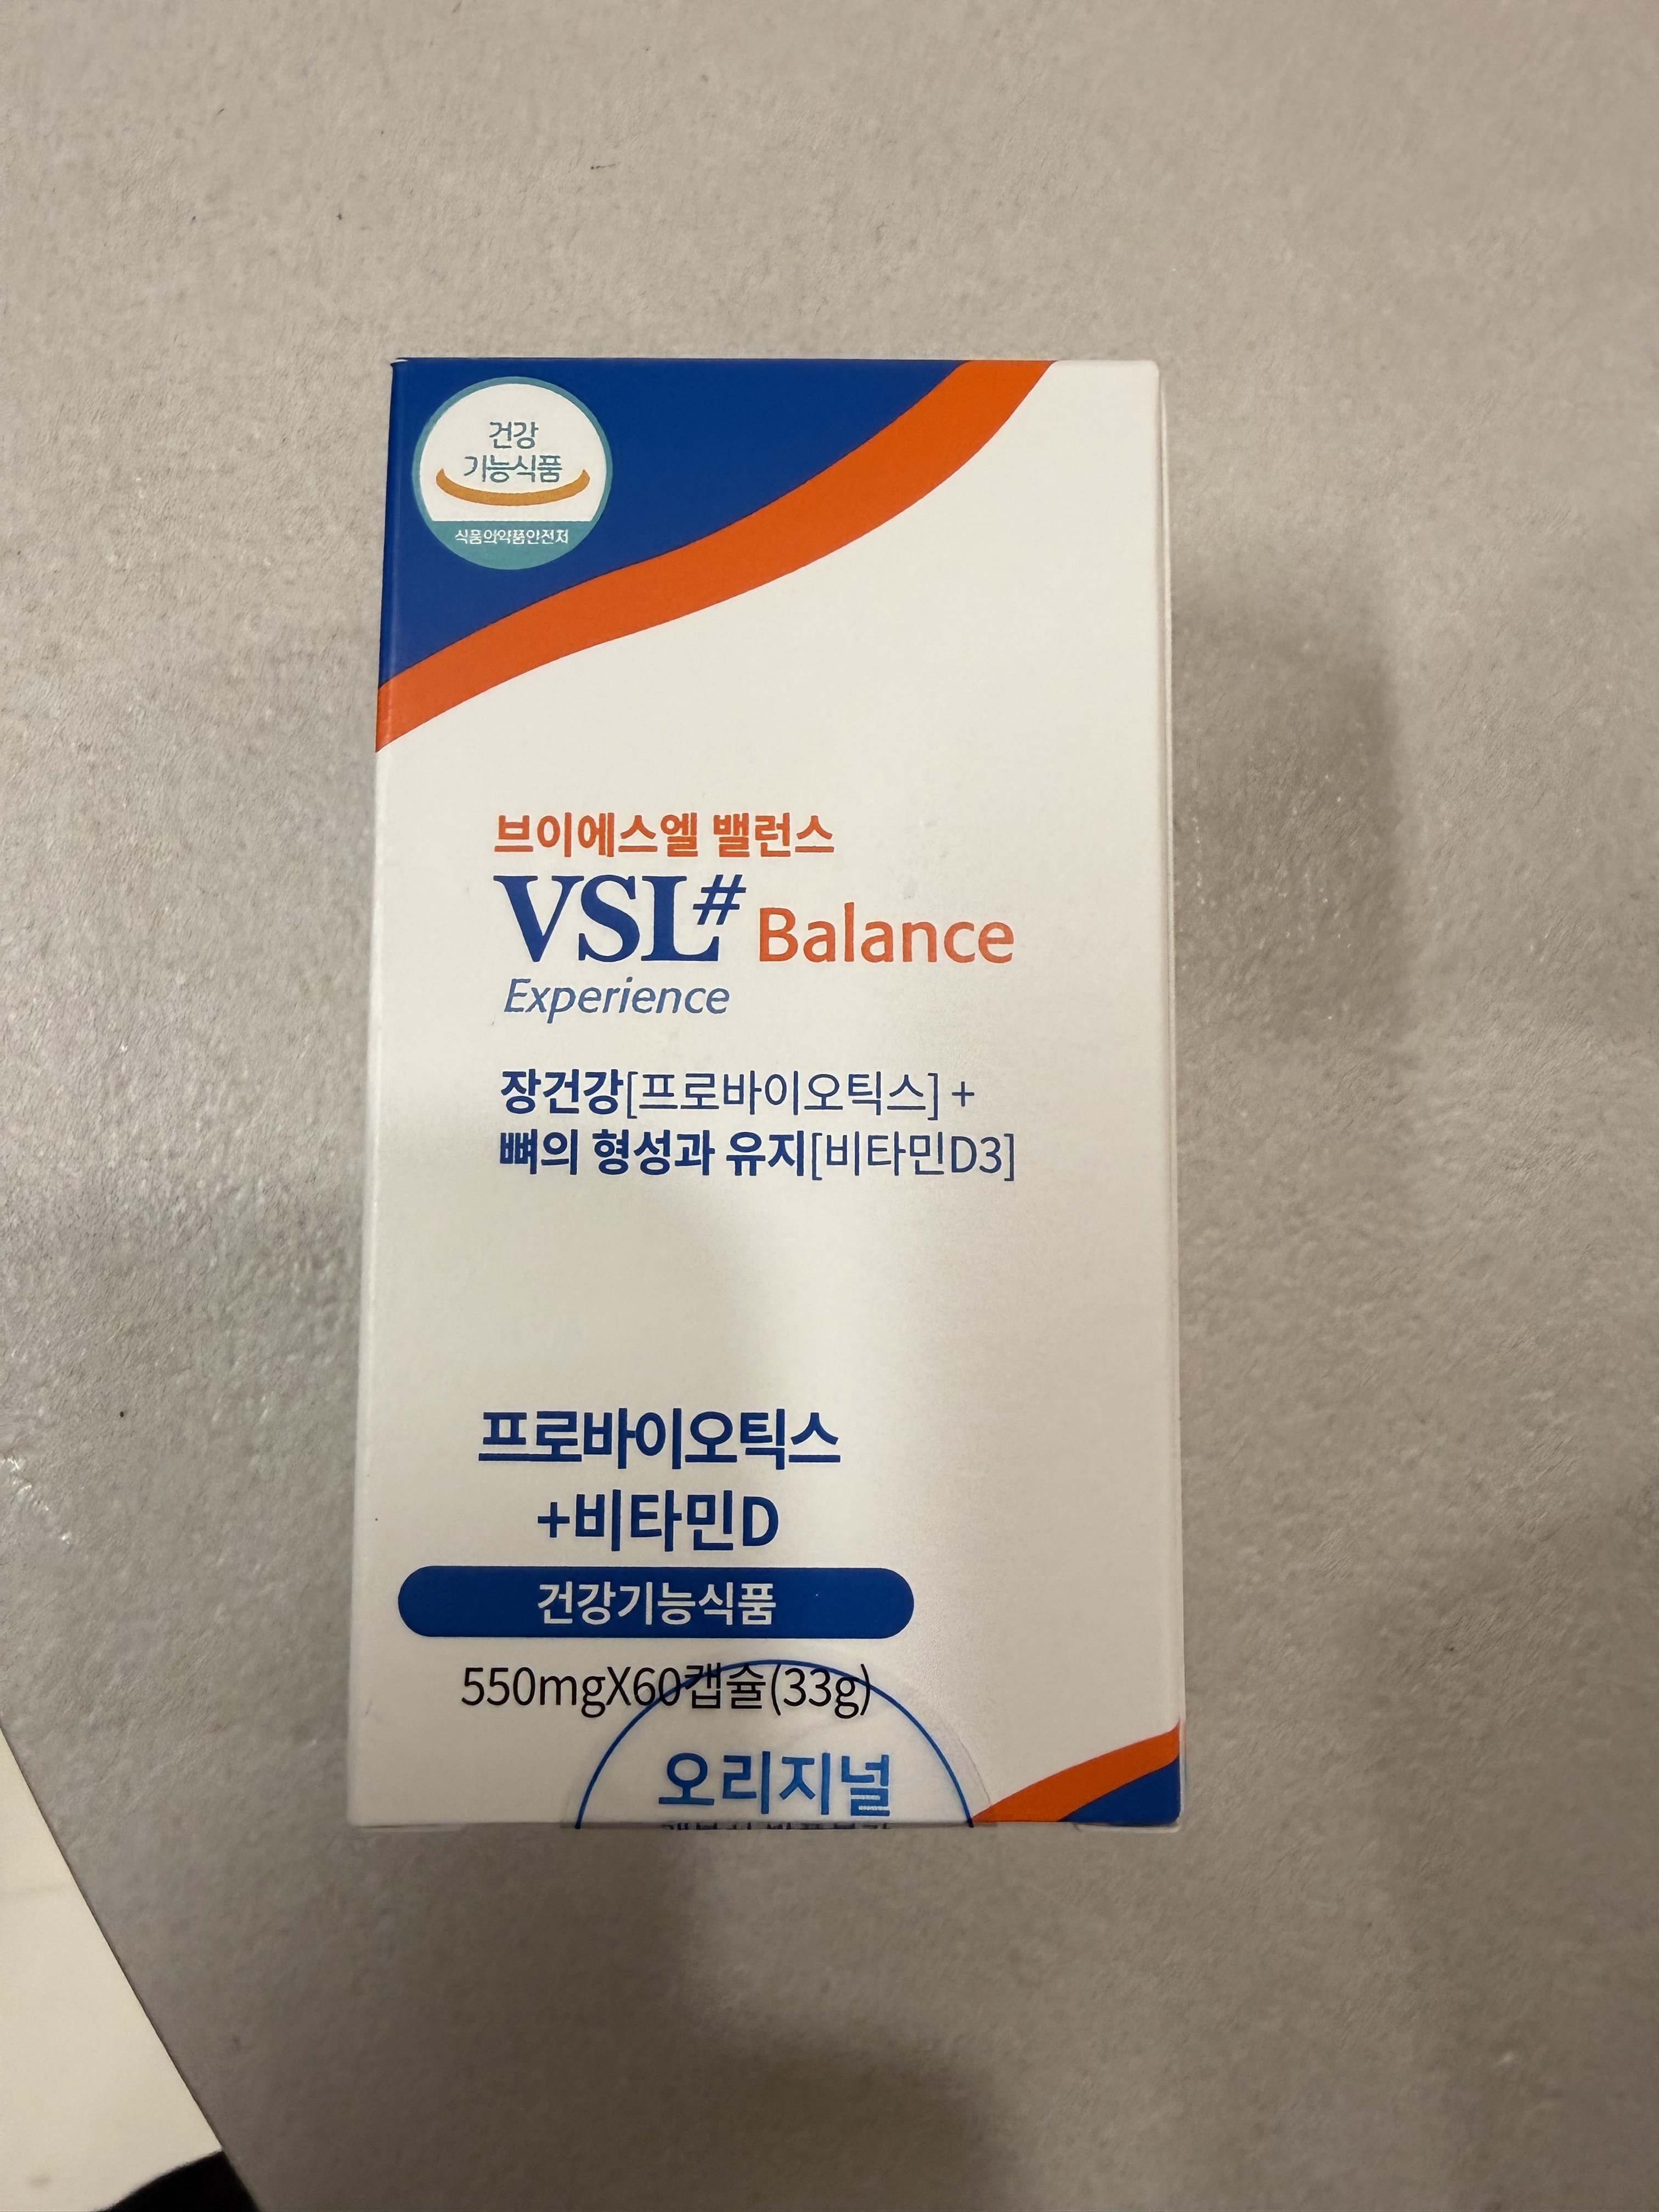 건강
기능식품
식품의약품안전처
브이에스엘 밸런스
VSL# Balance
Experience
장건강[프로바이오틱스] +
뼈의 형성과 유지[비타민D3]
프로바이오틱스
+비타민D
건강기능식품
550mgX60캡슐(33g)
오리지널